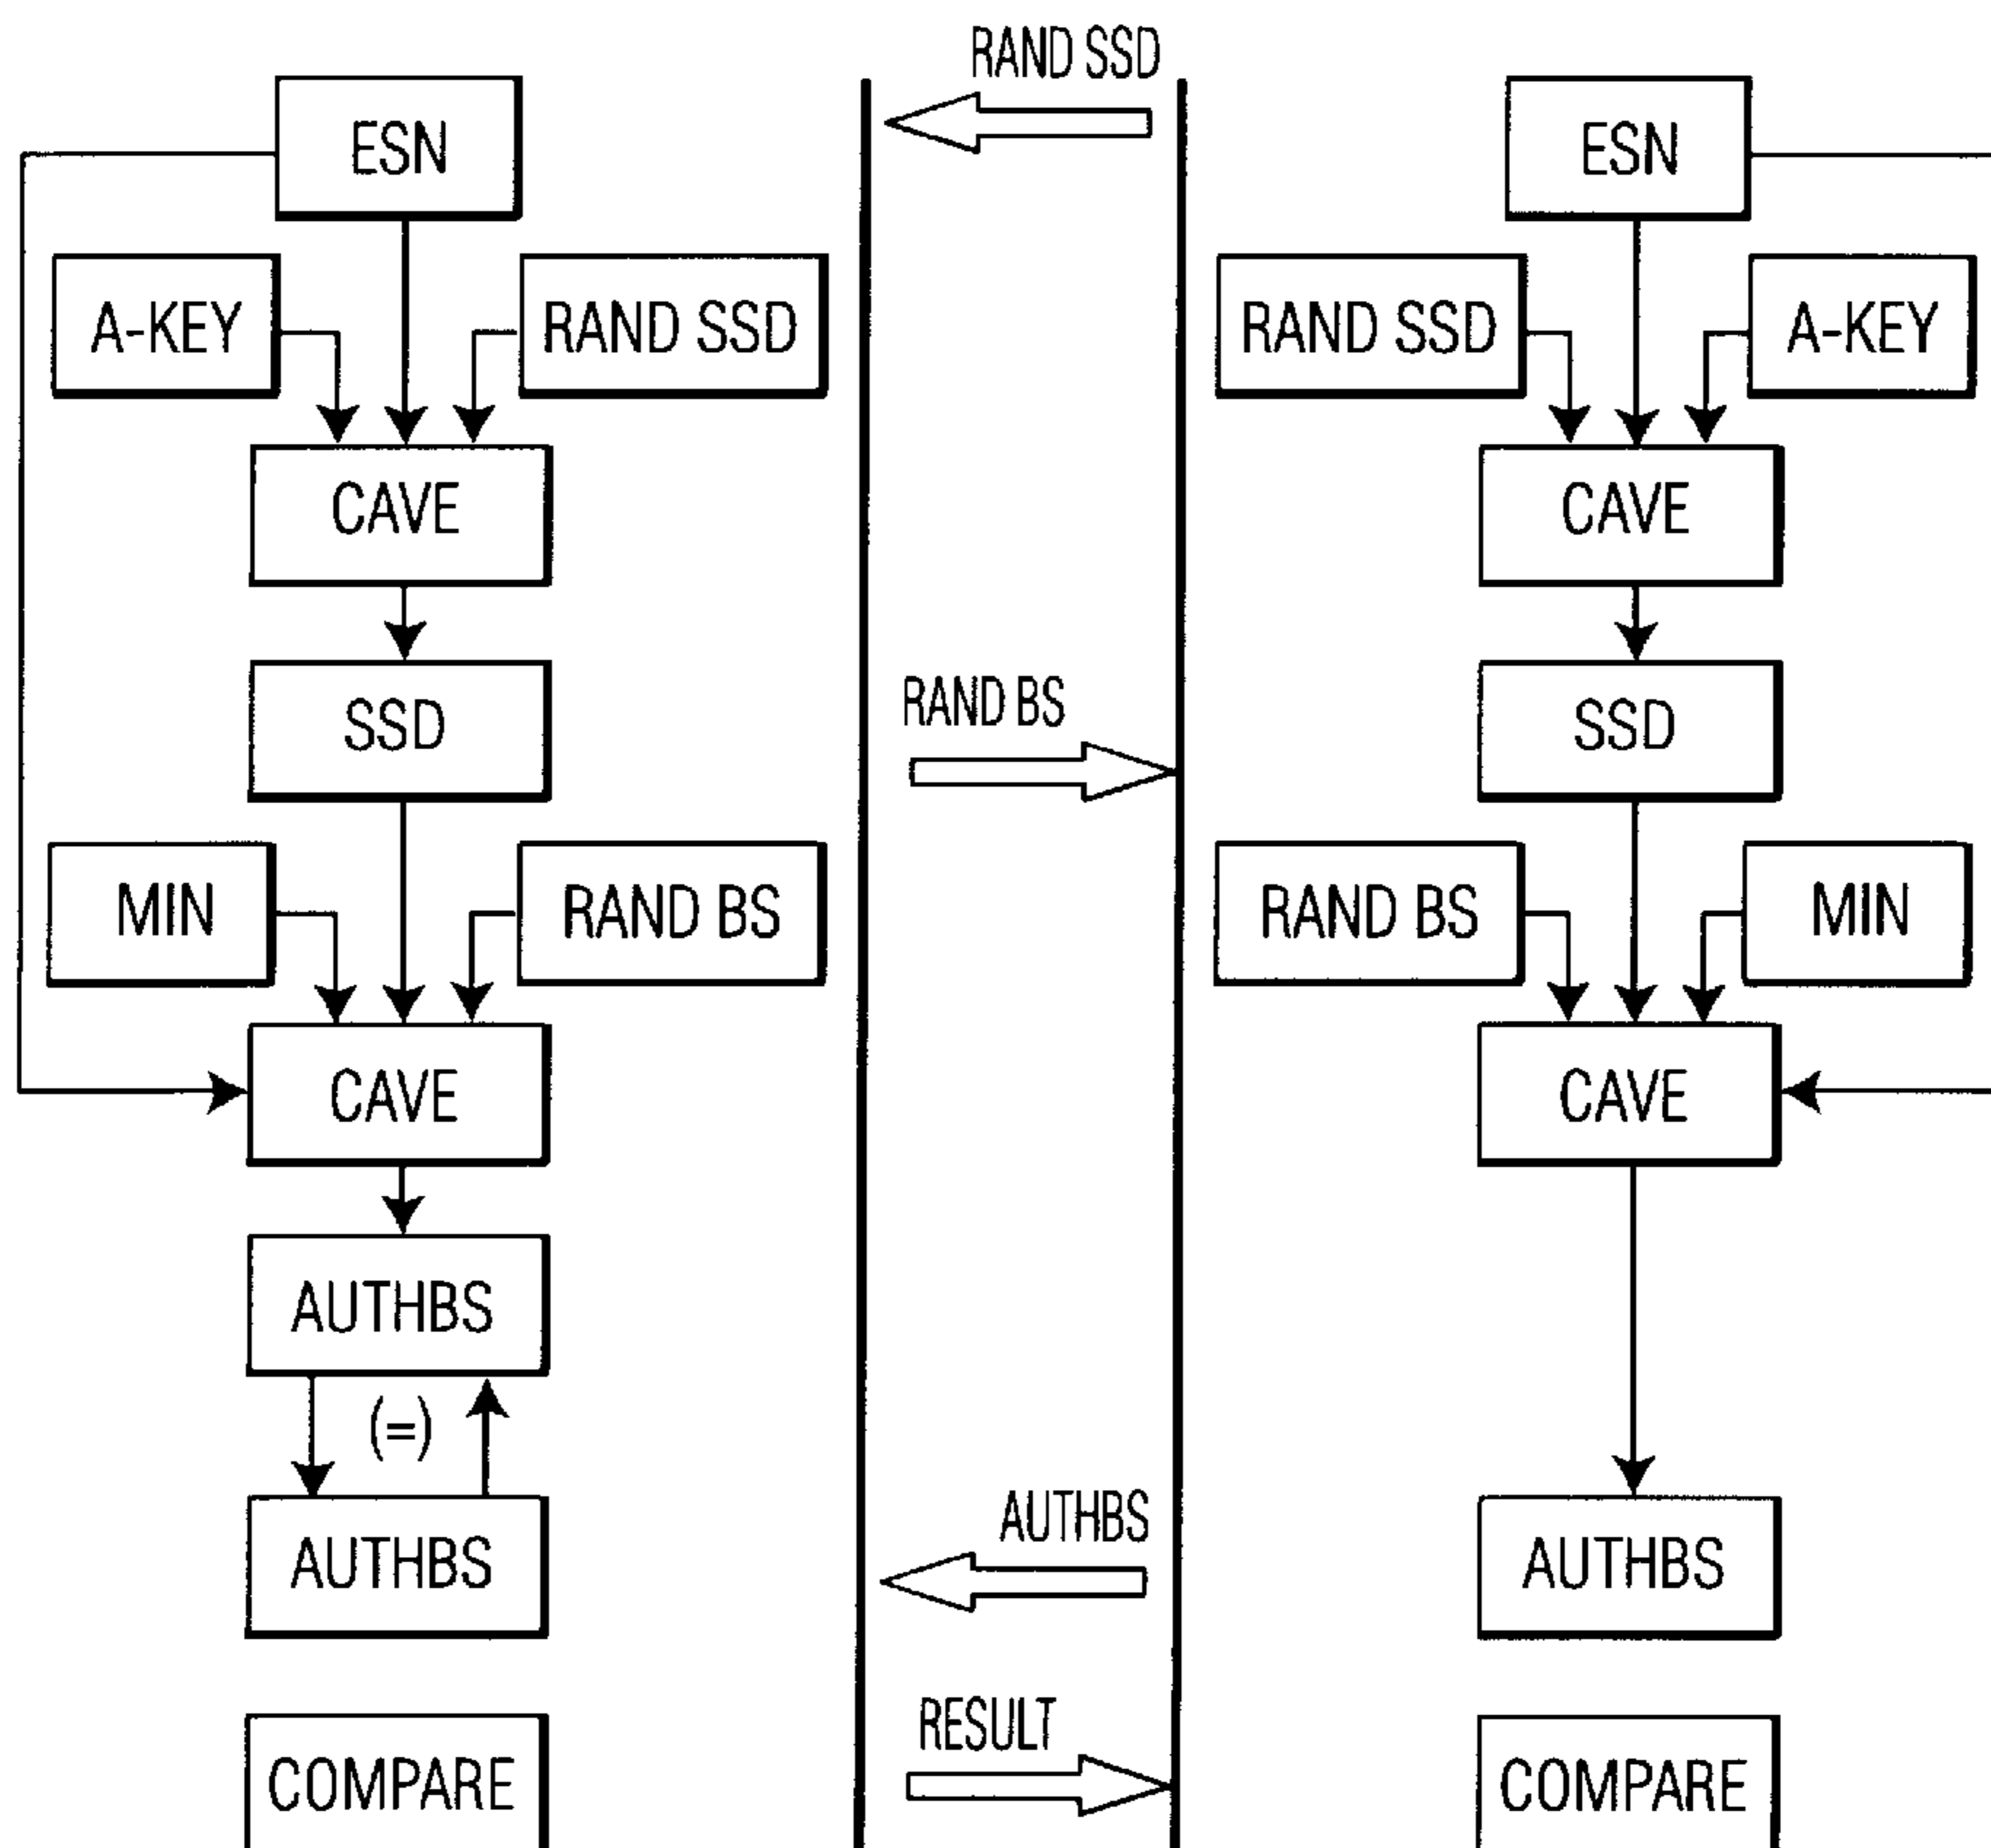 RAND SSD
ESN
ESN
A-KEY
RAND SSD
RAND SSD
A-KEY
CAVE
CAVE
SSD
RAND BS
SSD
MIN
RAND BS
RAND BS
MIN
CAVE
CAVE
AUTHBS
(=)
AUTHBS
AUTHBS
AUTHBS
RESULT
COMPARE
COMPARE